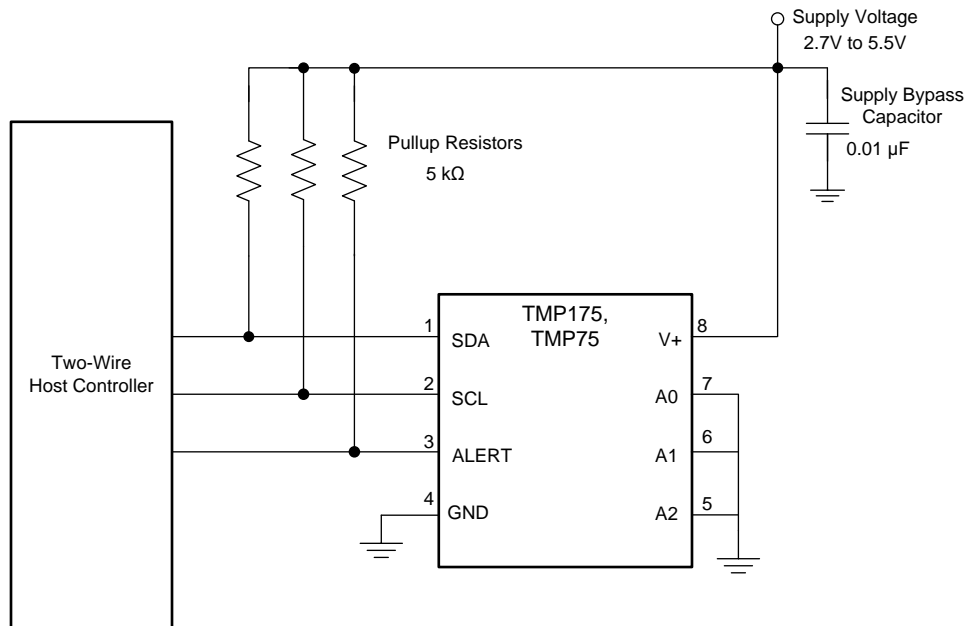 Supply Voltage
2.7V to 5.5V
Supply Bypass
Capacitor
0.01 µF
Pullup Resistors
5 kΩ
Two-Wire
Host Controller
TMP175,
TMP75
1
SDA
2
SCL
3
ALERT
4
GND
V+
8
A0
7
A1
6
A2
5